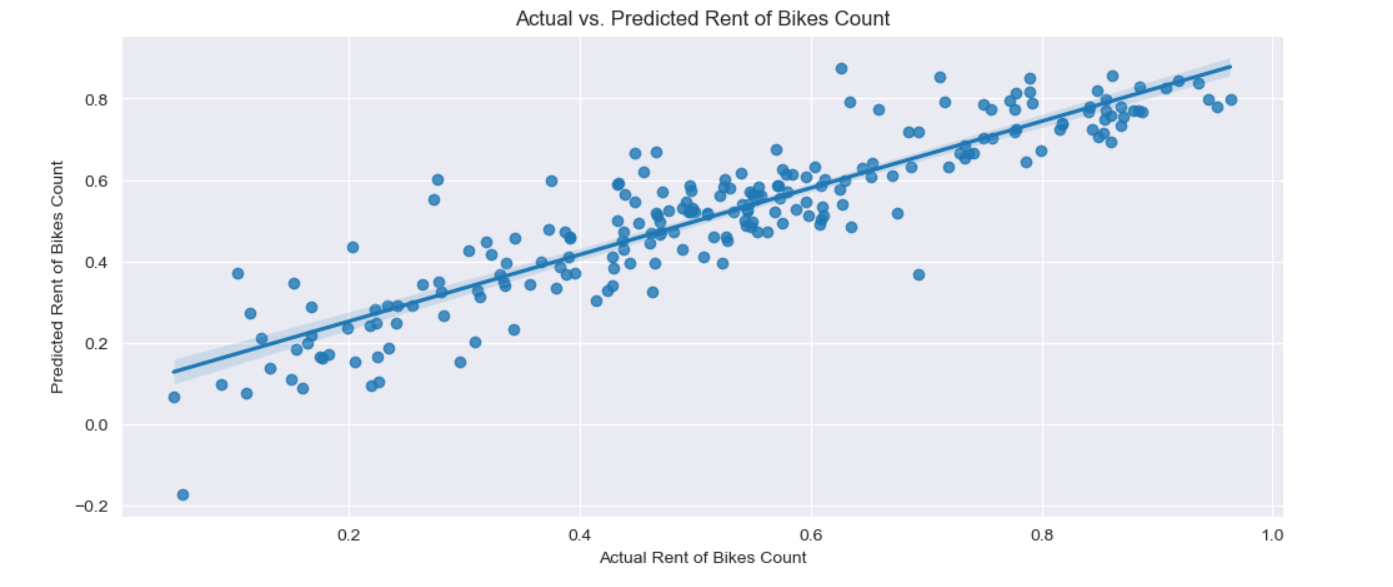 Actual vs. Predicted Rent of Bikes Count
Predicted Rent of Bikes Count
0.8
0.6
0.4
0.2
0.0
−0.2
0.2 0.4 0.6 0.8 1.0
Actual Rent of Bikes Count